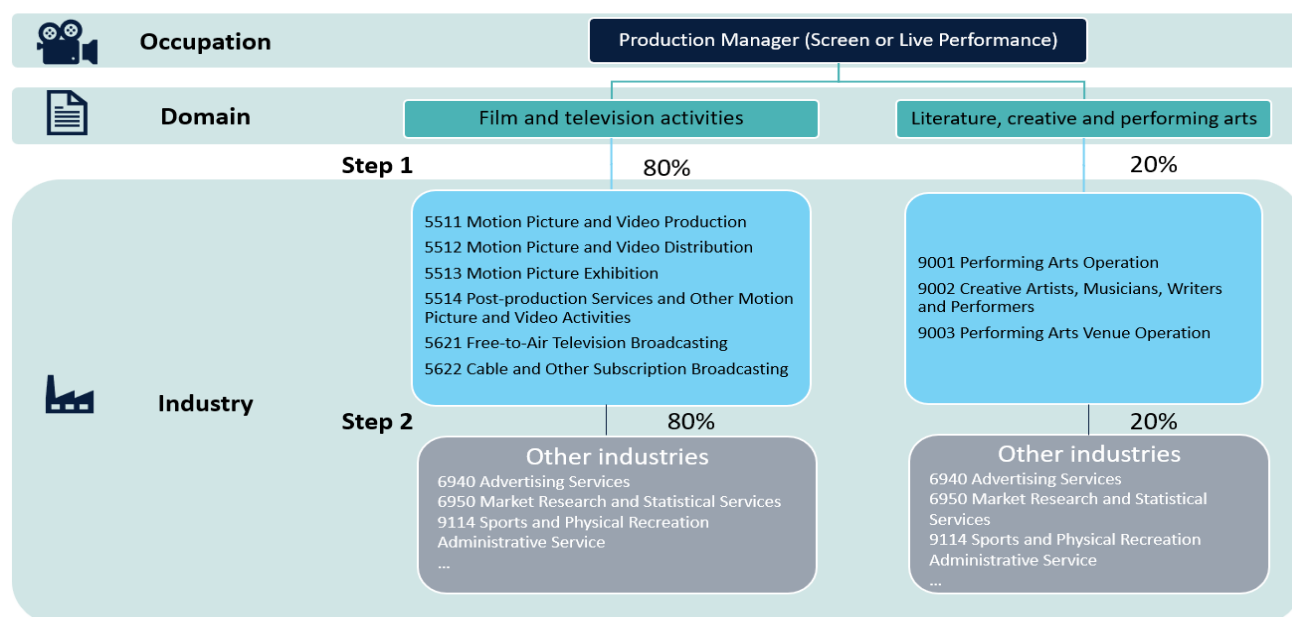 Occupation
Production Manager (Screen or Live Performance)
Domain
Film and television activities
Literature, creative and performing arts
Step 1
80%
20%
5511 Motion Picture and Video Production
5512 Motion Picture and Video Distribution
5513 Motion Picture Exhibition
5514 Post-production Services and Other Motion
Picture and Video Activities
5621 Free-to-Air Television Broadcasting
5622 Cable and Other Subscription Broadcasting
9001 Performing Arts Operation
9002 Creative Artists, Musicians, Writers
and Performers
9003 Performing Arts Venue Operation
Industry
Step 2
80%
20%
Other industries
6940 Advertising Services
6950 Market Research and Statistical Services
9114 Sports and Physical Recreation
Administrative Service
...
Other industries
6940 Advertising Services
6950 Market Research and Statistical
Services
9114 Sports and Physical Recreation
Administrative Service
...